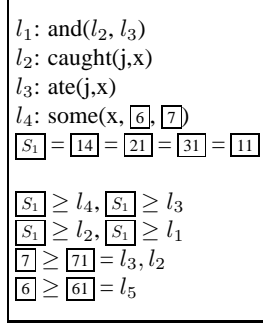 l₁: and(l₂, l₃)
l₂: caught(j,x)
l₃: ate(j,x)
l₄: some(x, 6, 7)
S₁ = 14 = 21 = 31 = 11
S₁ ≥ l₄, S₁ ≥ l₃
S₁ ≥ l₂, S₁ ≥ l₁
7 ≥ 71 = l₃, l₂
6 ≥ 61 = l₅